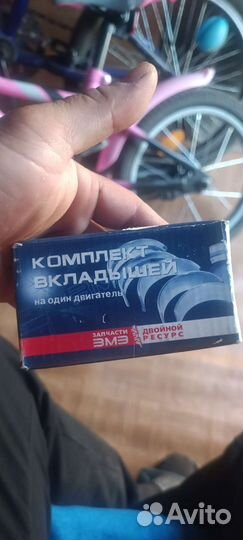 КОМПЛЕКТ
ВКЛАДЫШЕЙ
на один двигатель
ЗАПЧАСТИ
ЗМЗ
ДВОЙНОЙ
РЕСУРС
Avito